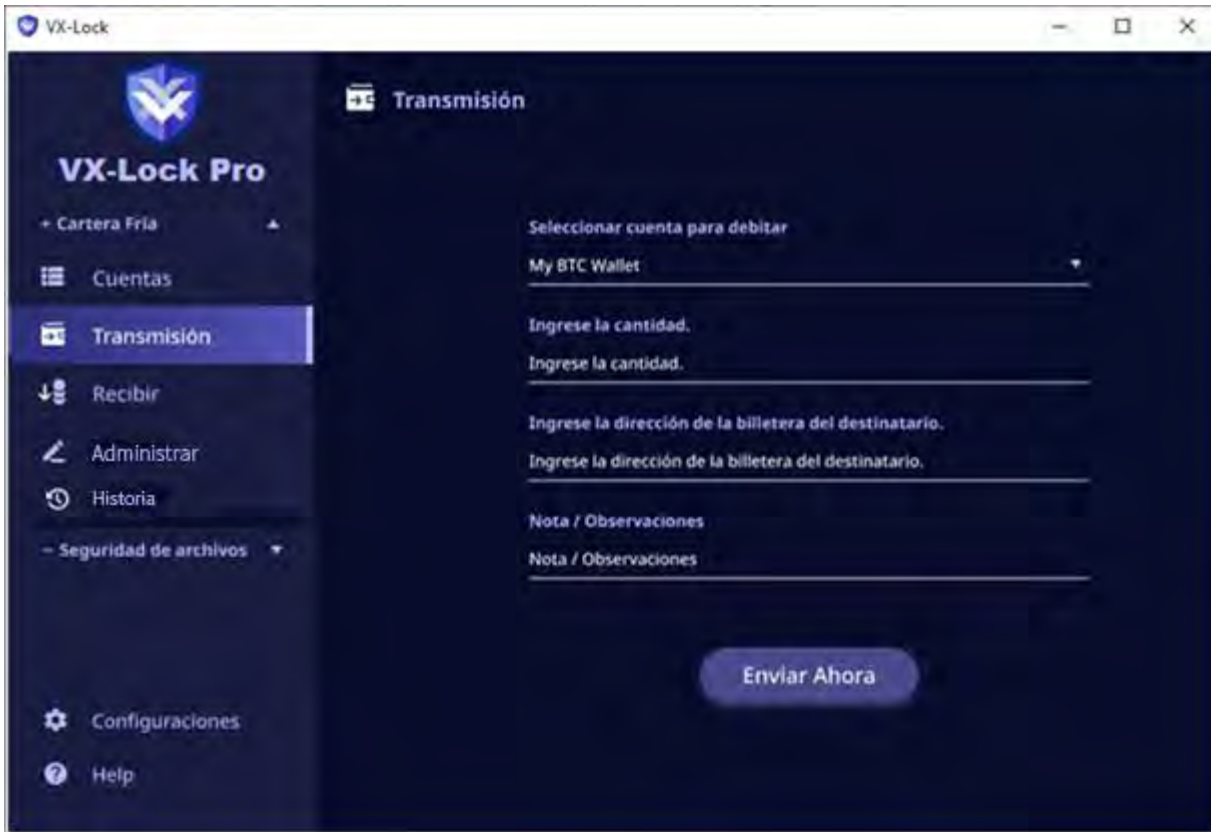 VX-Lock
VX-Lock Pro
+ Cartera Fría
Cuentas
Transmisión
Recibir
Administrar
Historia
− Seguridad de archivos
Configuraciones
Help
Transmisión
Seleccionar cuenta para debitar
My BTC Wallet
Ingrese la cantidad.
Ingrese la cantidad.
Ingrese la dirección de la billetera del destinatario.
Ingrese la dirección de la billetera del destinatario.
Nota / Observaciones
Nota / Observaciones
Enviar Ahora